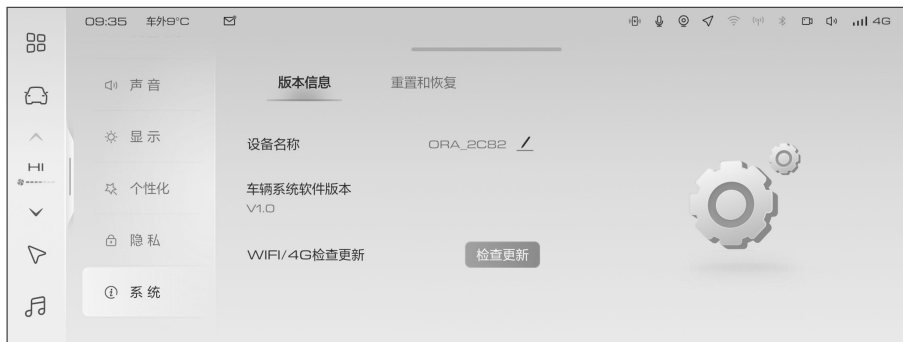 09:35 车外9°C
4G
HI
声音
显示
个性化
隐私
系统
版本信息 重置和恢复
设备名称 ORA_2C82
车辆系统软件版本
V1.0
WIFI/4G检查更新 检查更新